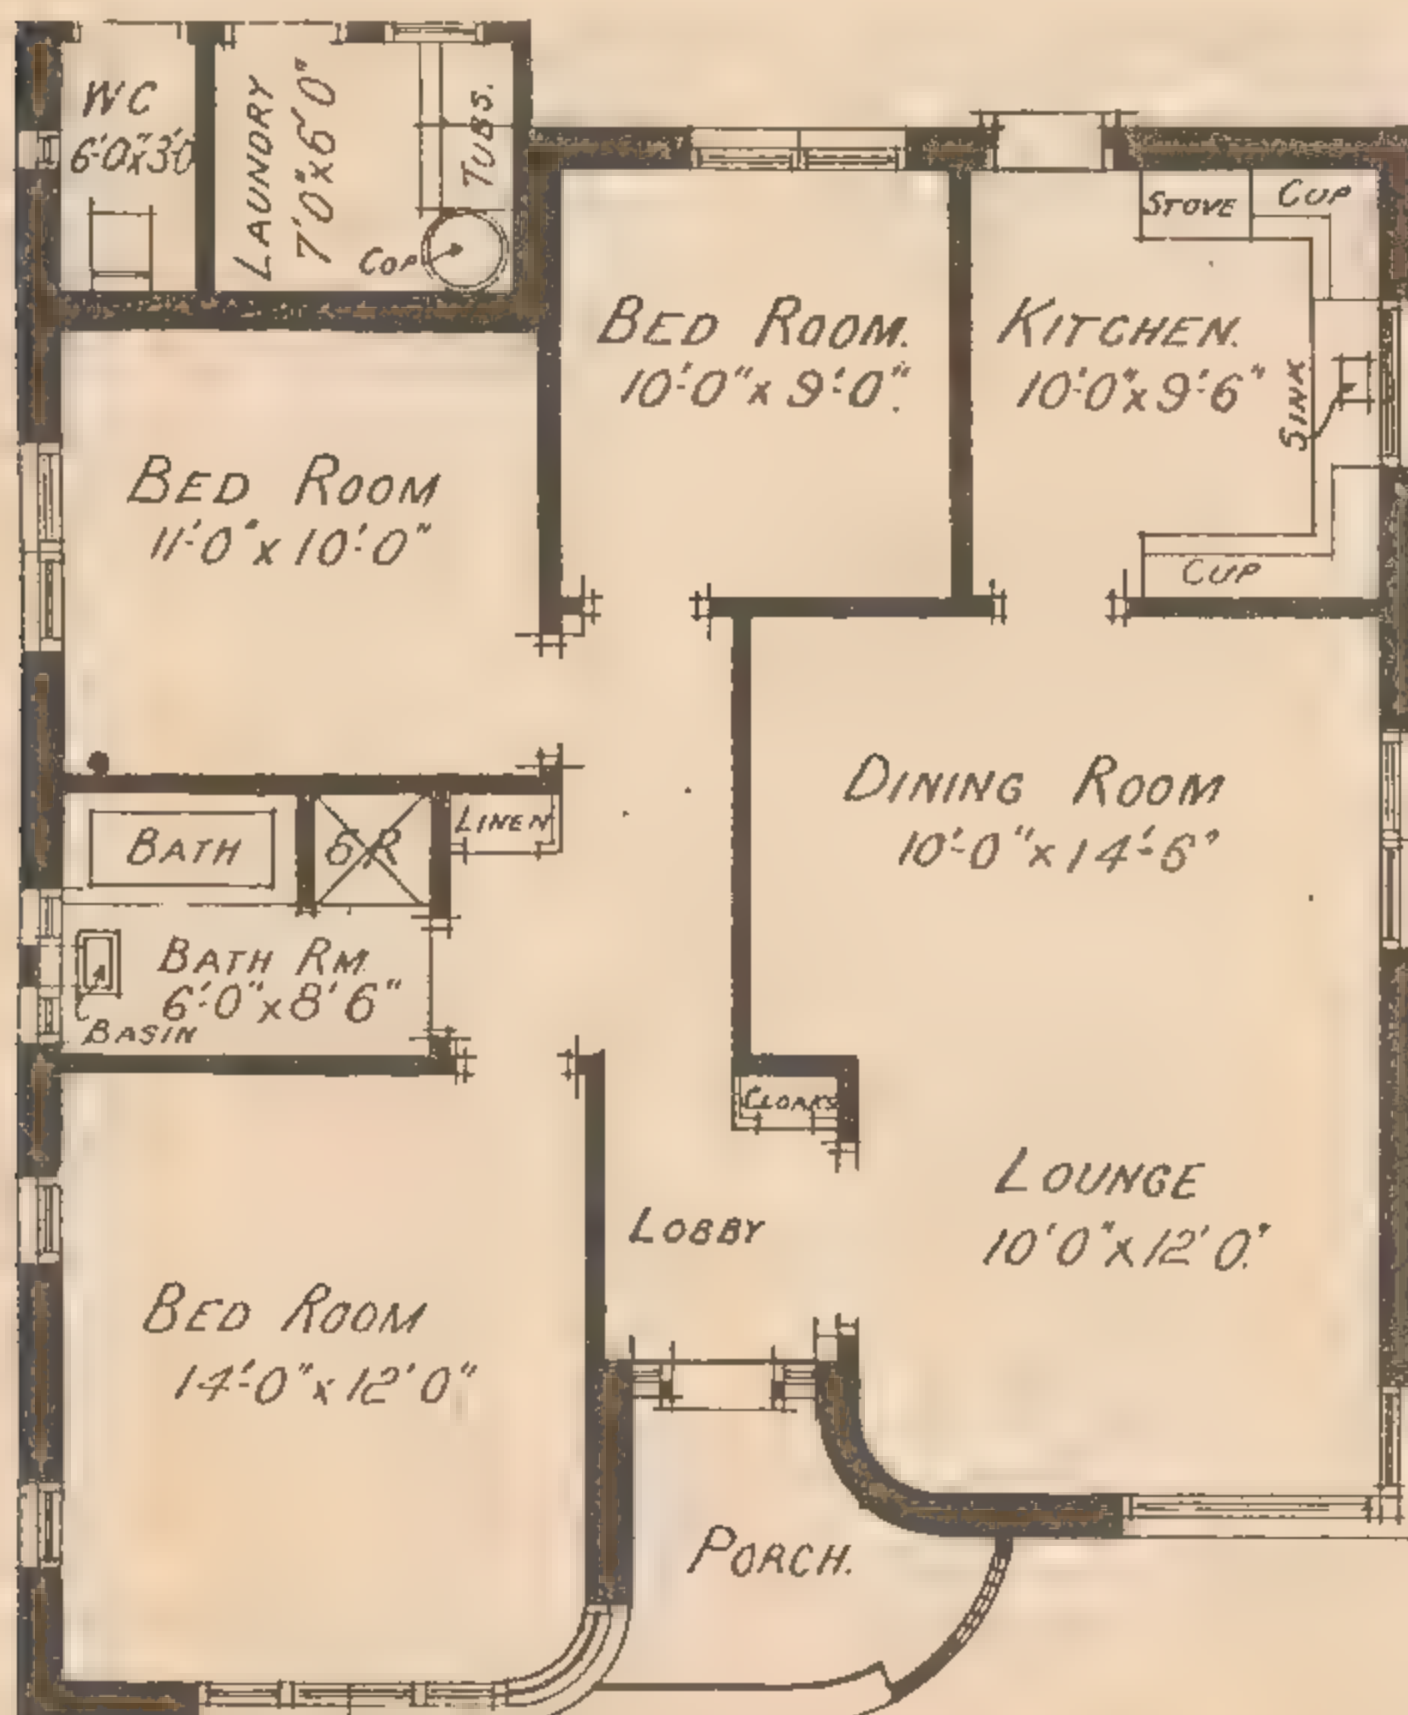 WC
6'-0"x3'-0
LAUNDRY
7'0"x6'0"
TUBS.
COP
STOVE
CUP
BED ROOM.
10'-0" x 9'-0".
KITCHEN.
10'-0"x9'-6"
SINK
CUP
BED ROOM
11'-0" x 10'-0"
DINING ROOM
10'-0" x 14'-6"
BATH
SR
LINEN
BATH RM.
6'-0"x8'6"
BASIN
CLOAKS
LOUNGE
10'0"x12'0".
LOBBY
BED ROOM
14'-0"x12'0"
PORCH.